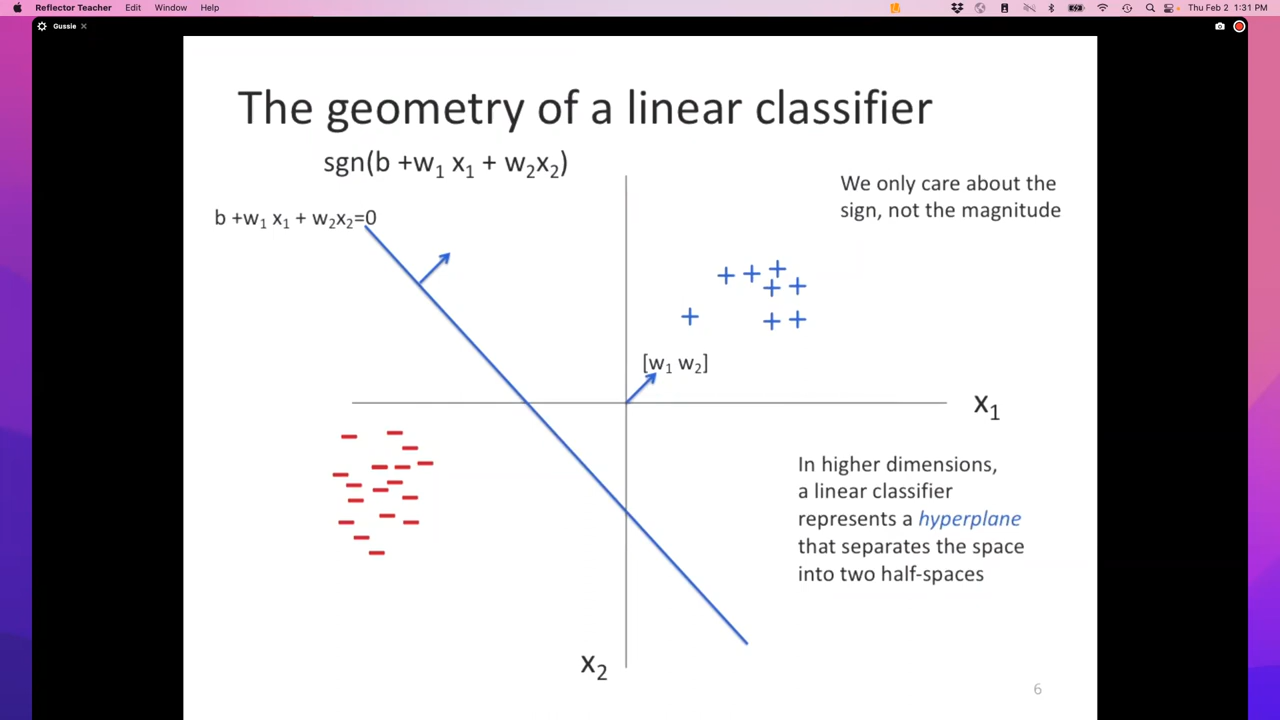 Reflector Teacher Edit Window Help Thu Feb 2 1:31 PM
Gussie
The geometry of a linear classifier
sgn(b +w₁ x₁ + w₂x₂)
We only care about the
sign, not the magnitude
b +w₁ x₁ + w₂x₂=0
[w₁ w₂]
x₁
In higher dimensions,
a linear classifier
represents a hyperplane
that separates the space
into two half-spaces
x₂
6